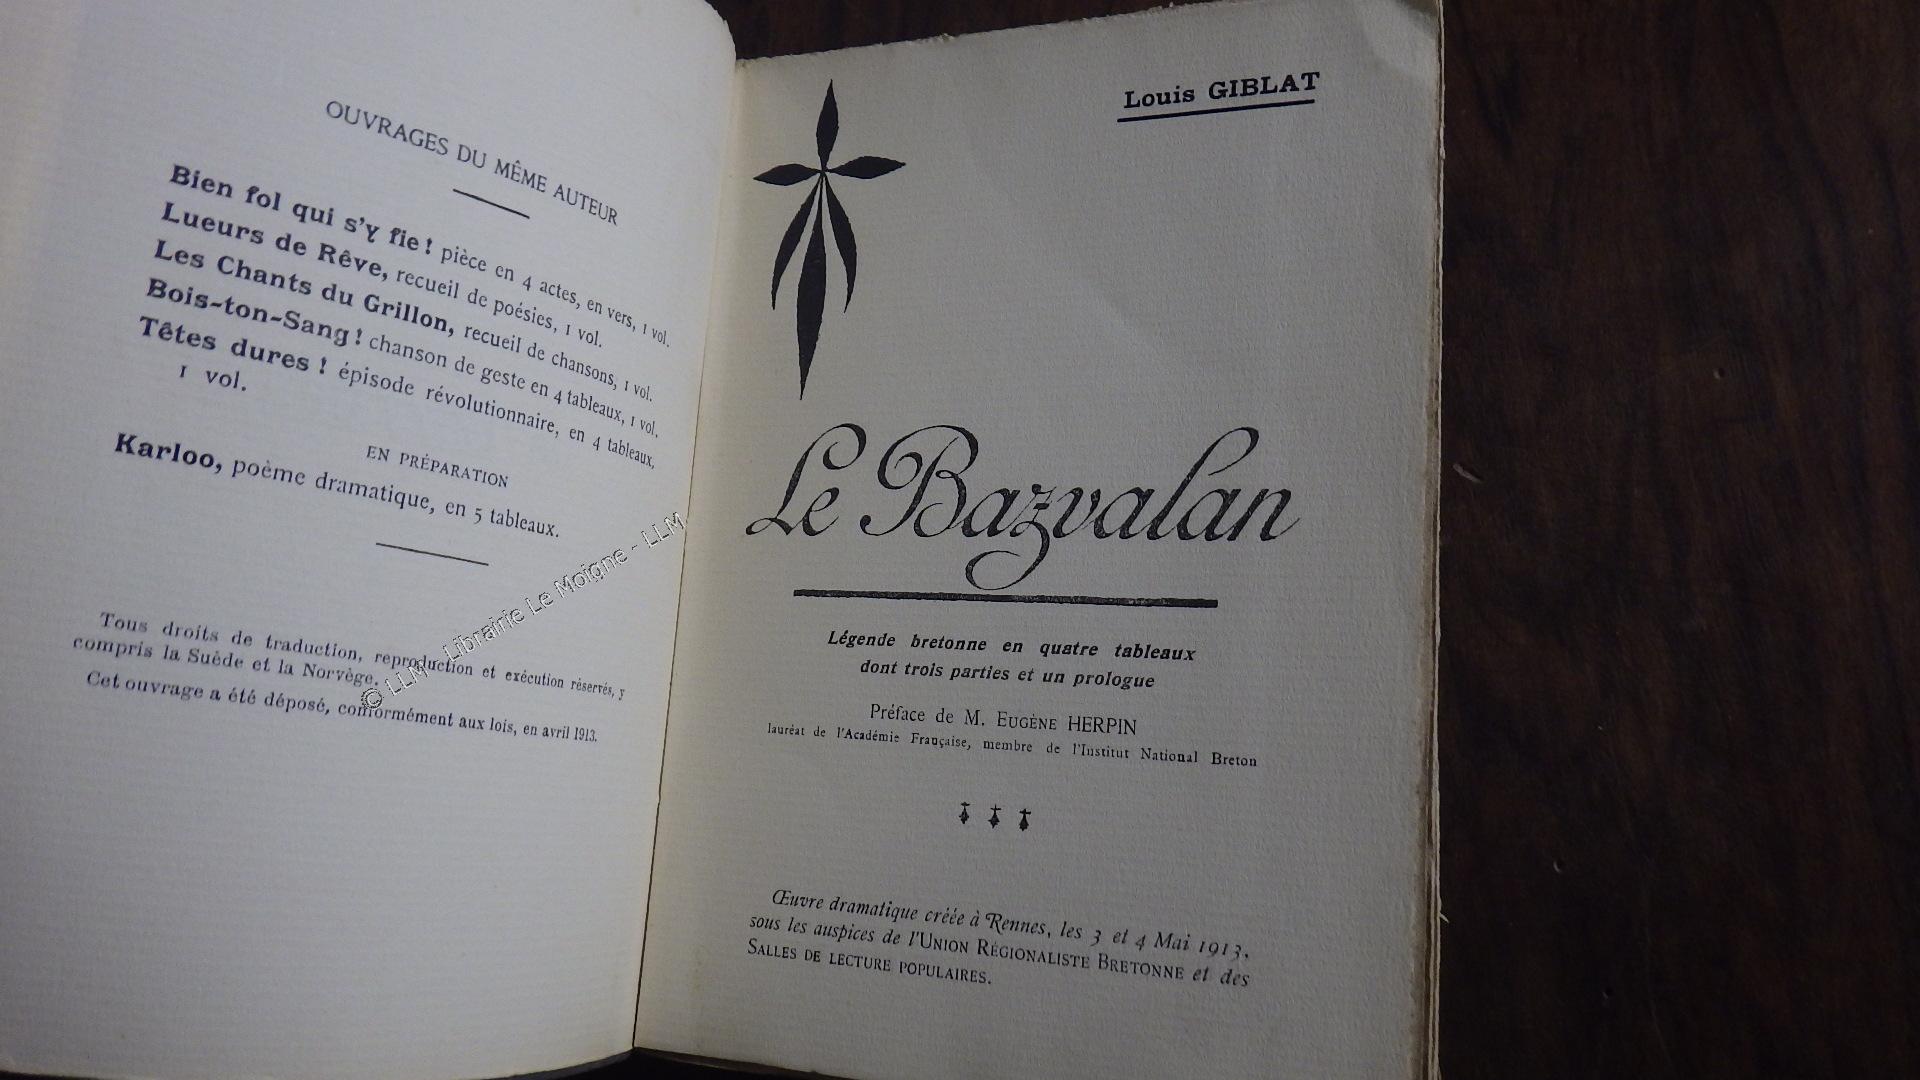 OUVRAGES DU MÊME AUTEUR
Bien fol qui s'y fie ! pièce en 4 actes, en vers, 1 vol.
Lueurs de Rêve, recueil de poésies, 1 vol.
Les Chants du Grillon, recueil de chansons, 1 vol.
Bois-ton-Sang ! chanson de geste en 4 tableaux, 1 vol.
Têtes dures ! épisode révolutionnaire, en 4 tableaux,
1 vol.
EN PRÉPARATION
Karloo, poème dramatique, en 5 tableaux.
Tous droits de traduction, reproduction et exécution réservés, y
compris la Suède et la Norvège.
Cet ouvrage a été déposé, conformément aux lois, en avril 1913.
© LLM - Librairie Le Moigne - LLM
Louis GIBLAT
Le Bazvalan
Légende bretonne en quatre tableaux
dont trois parties et un prologue
Préface de M. EUGÈNE HERPIN
lauréat de l'Académie Française, membre de l'Institut National Breton
Œuvre dramatique créée à Rennes, les 3 et 4 Mai 1913,
sous les auspices de l'UNION RÉGIONALISTE BRETONNE et des
SALLES DE LECTURE POPULAIRES.